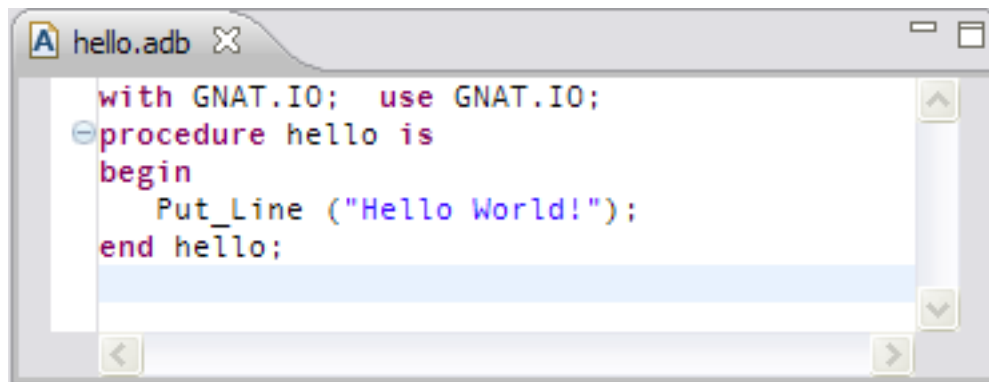 hello.adb
with GNAT.IO;  use GNAT.IO;
procedure hello is
begin
   Put_Line ("Hello World!");
end hello;